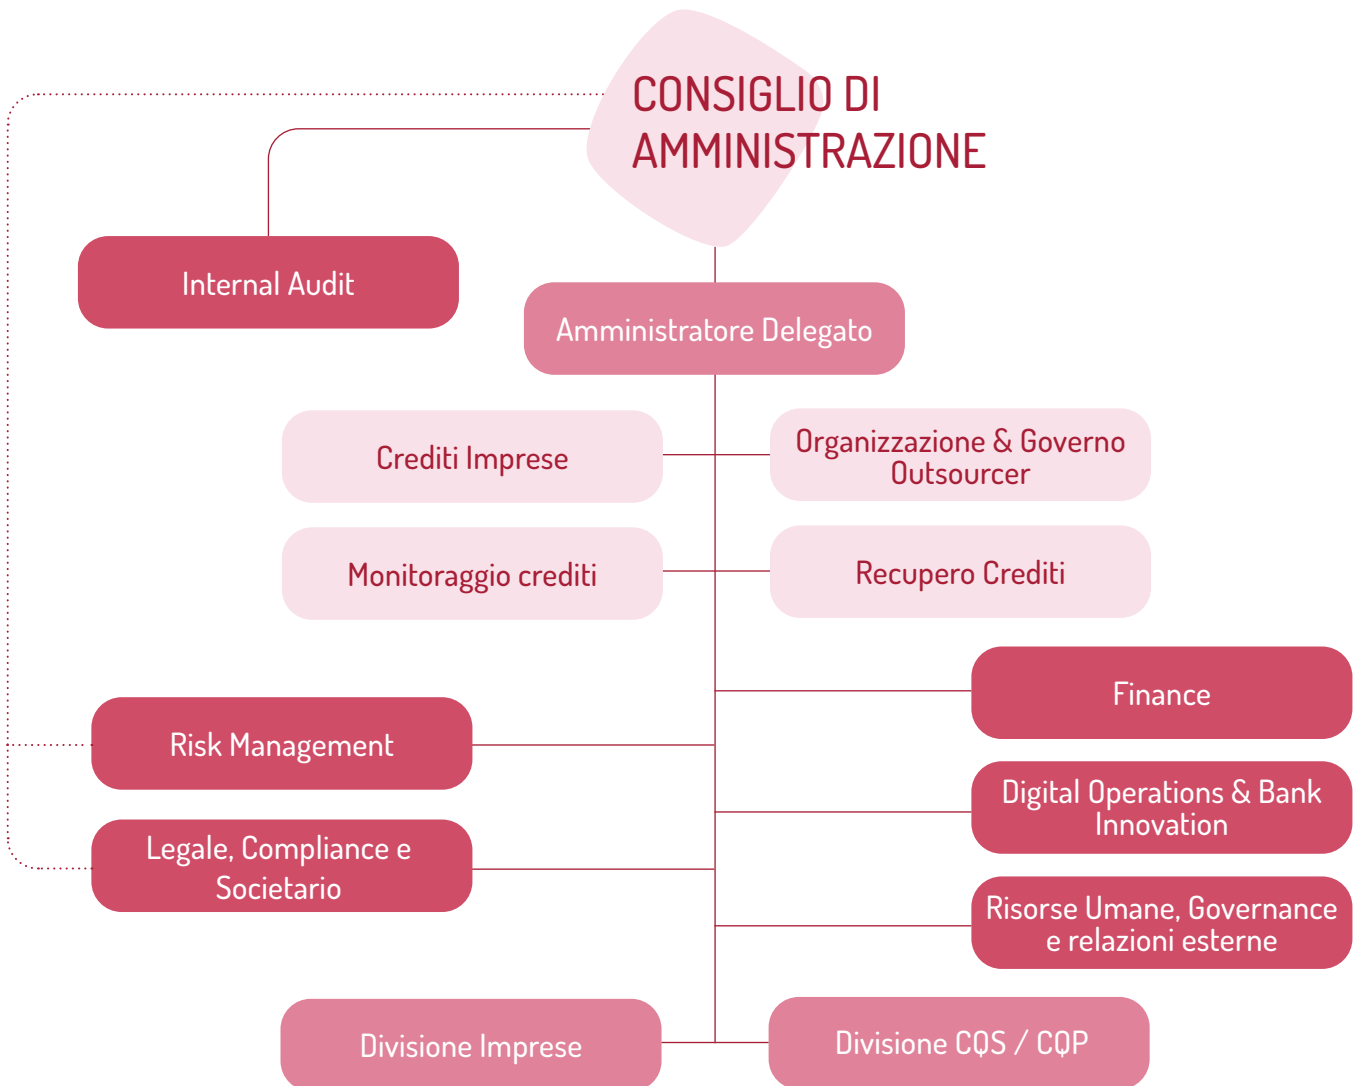 CONSIGLIO DI
AMMINISTRAZIONE
Internal Audit
Amministratore Delegato
Crediti Imprese
Organizzazione & Governo
Outsourcer
Monitoraggio crediti
Recupero Crediti
Finance
Risk Management
Digital Operations & Bank
Innovation
Legale, Compliance e
Societario
Risorse Umane, Governance
e relazioni esterne
Divisione Imprese
Divisione CQS / CQP